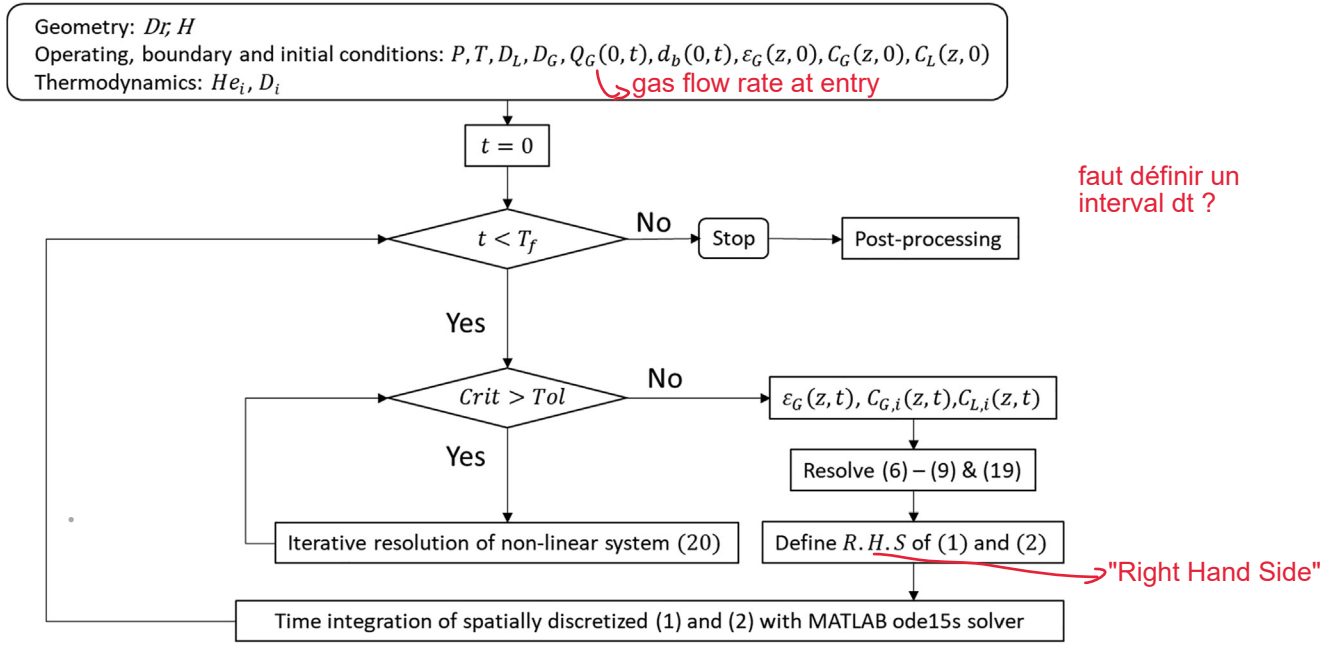 Geometry: Dr, H
Operating, boundary and initial conditions: P, T, D_L, D_G, Q_G(0, t), d_b(0, t), ε_G(z, 0), C_G(z, 0), C_L(z, 0)
Thermodynamics: He_i, D_i
gas flow rate at entry
t = 0
faut définir un
interval dt ?
t < T_f
No
Stop
Post-processing
Yes
Crit > Tol
No
ε_G(z, t), C_{G,i}(z, t),C_{L,i}(z, t)
Yes
Resolve (6) – (9) & (19)
Iterative resolution of non-linear system (20)
Define R.H.S of (1) and (2)
"Right Hand Side"
Time integration of spatially discretized (1) and (2) with MATLAB ode15s solver